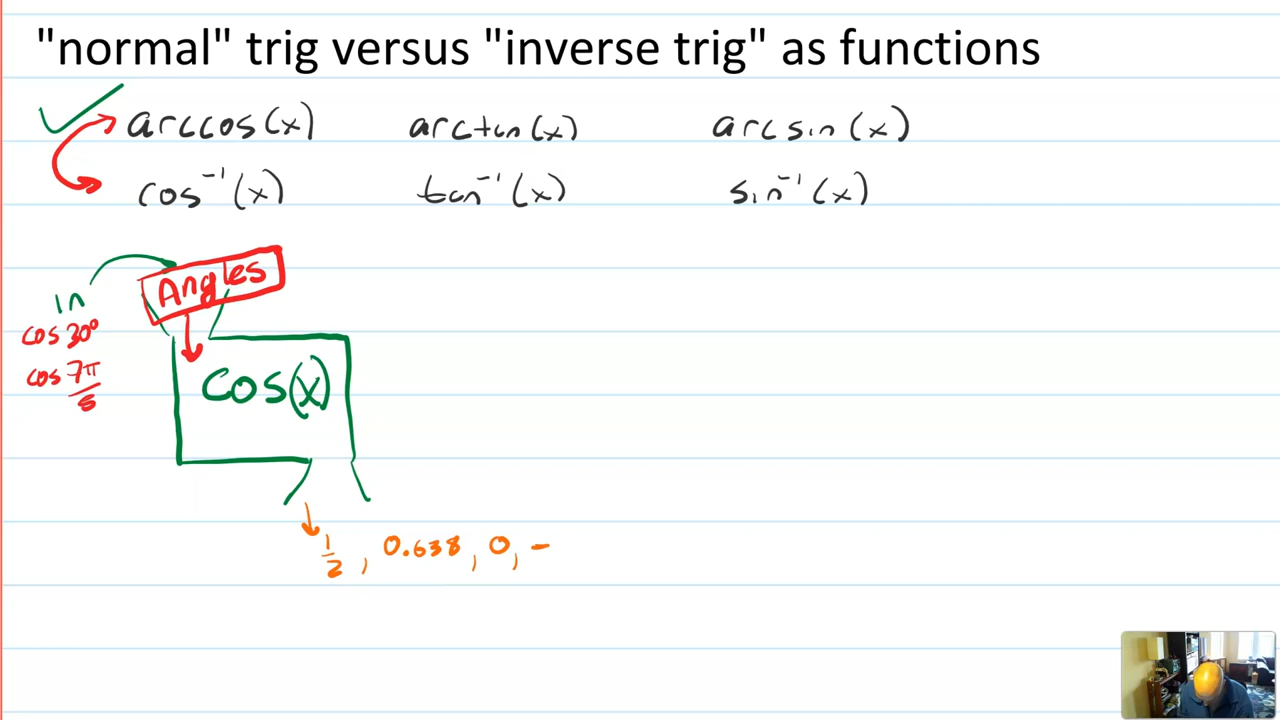 "normal" trig versus "inverse trig" as functions
arccos(x) arctan(x) arcsin(x)
cos⁻¹(x) tan⁻¹(x) sin⁻¹(x)
Angles
in
cos 30°
cos 7π/5
cos(x)
1/2, 0.638, 0, -